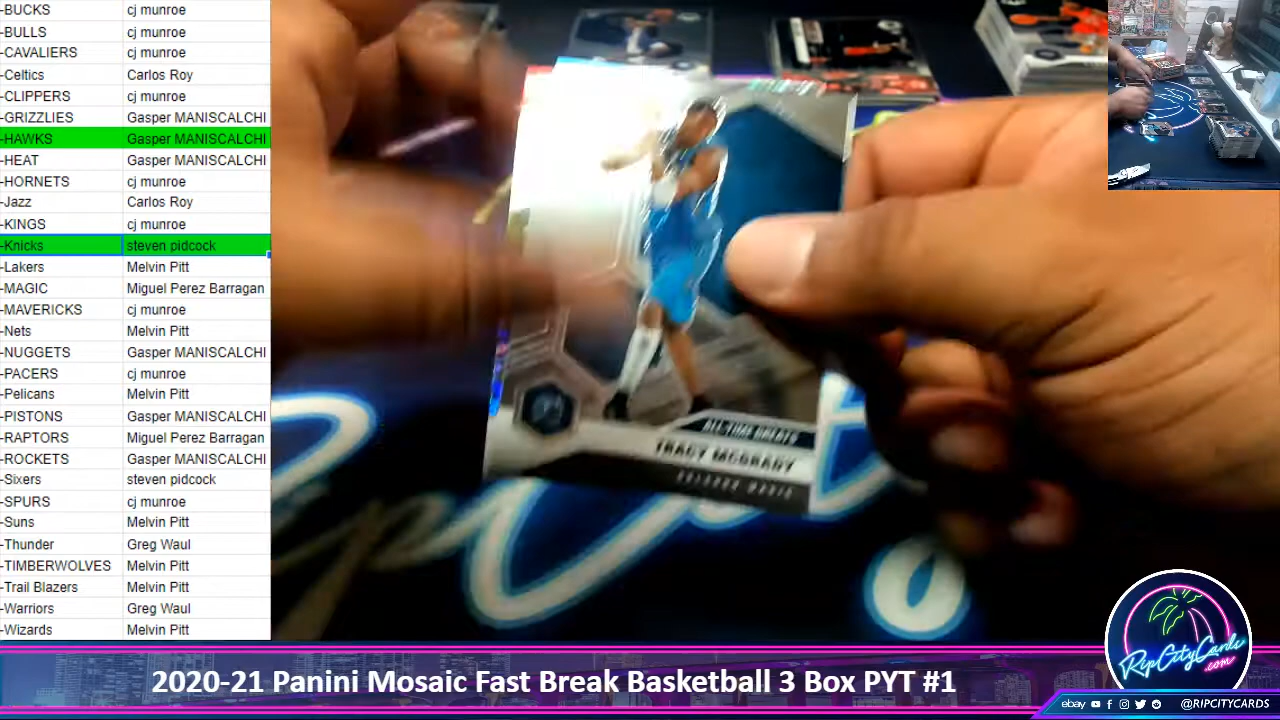 -BUCKS cj munroe
-BULLS cj munroe
-CAVALIERS cj munroe
-Celtics Carlos Roy
-CLIPPERS cj munroe
-GRIZZLIES Gasper MANISCALCHI
-HAWKS Gasper MANISCALCHI
-HEAT Gasper MANISCALCHI
-HORNETS cj munroe
-Jazz Carlos Roy
-KINGS cj munroe
-Knicks steven pidcock
-Lakers Melvin Pitt
-MAGIC Miguel Perez Barragan
-MAVERICKS cj munroe
-Nets Melvin Pitt
-NUGGETS Gasper MANISCALCHI
-PACERS cj munroe
-Pelicans Melvin Pitt
-PISTONS Gasper MANISCALCHI
-RAPTORS Miguel Perez Barragan
-ROCKETS Gasper MANISCALCHI
-Sixers steven pidcock
-SPURS cj munroe
-Suns Melvin Pitt
-Thunder Greg Waul
-TIMBERWOLVES Melvin Pitt
-Trail Blazers Melvin Pitt
-Warriors Greg Waul
-Wizards Melvin Pitt
ALL-TIME GREATS
TRACY MCGRADY
ORLANDO MAGIC
RipCityCards
.com
2020-21 Panini Mosaic Fast Break Basketball 3 Box PYT #1
ebay @RIPCITYCARDS